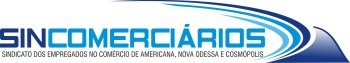 SINCOMERCIÁRIOS
SINDICATO DOS EMPREGADOS NO COMÉRCIO DE AMERICANA, NOVA ODESSA E COSMÓPOLIS